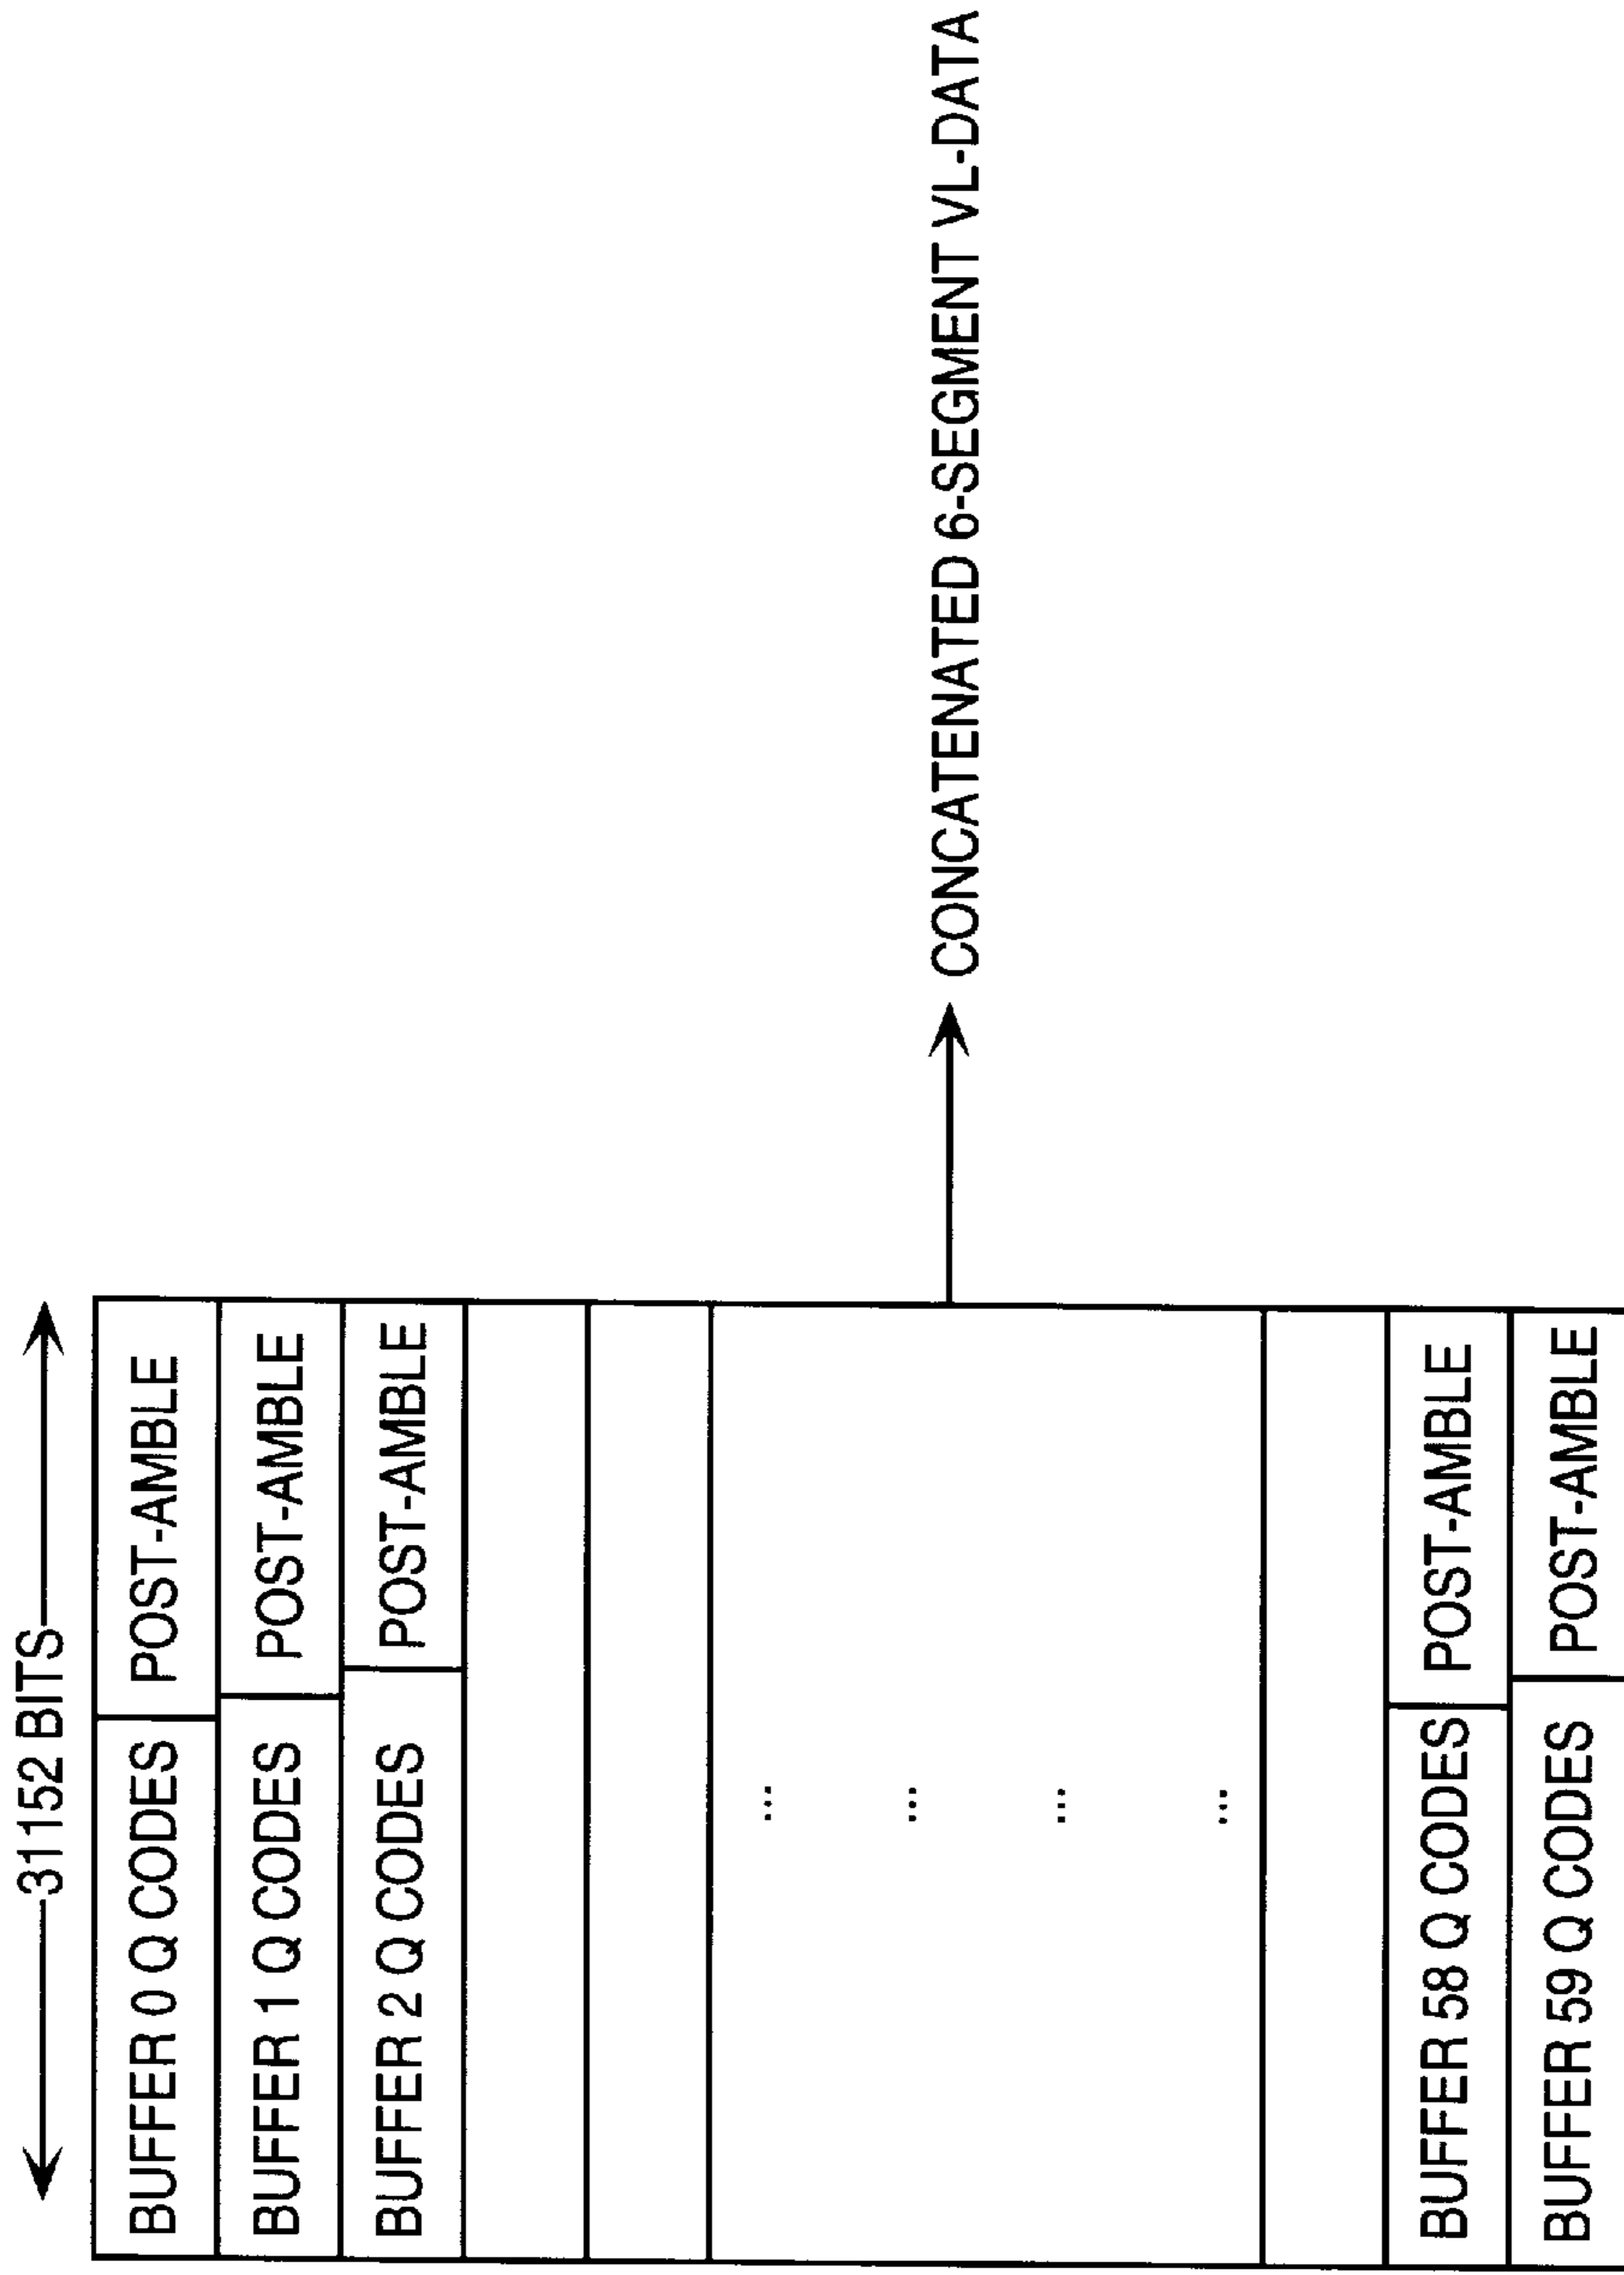 31152 BITS
BUFFER 0 Q CODES POST-AMBLE
BUFFER 1 Q CODES POST-AMBLE
BUFFER 2 Q CODES POST-AMBLE
...
...
...
...
BUFFER 58 Q CODES POST-AMBLE
BUFFER 59 Q CODES POST-AMBLE
CONCATENATED 6-SEGMENT VL-DATA